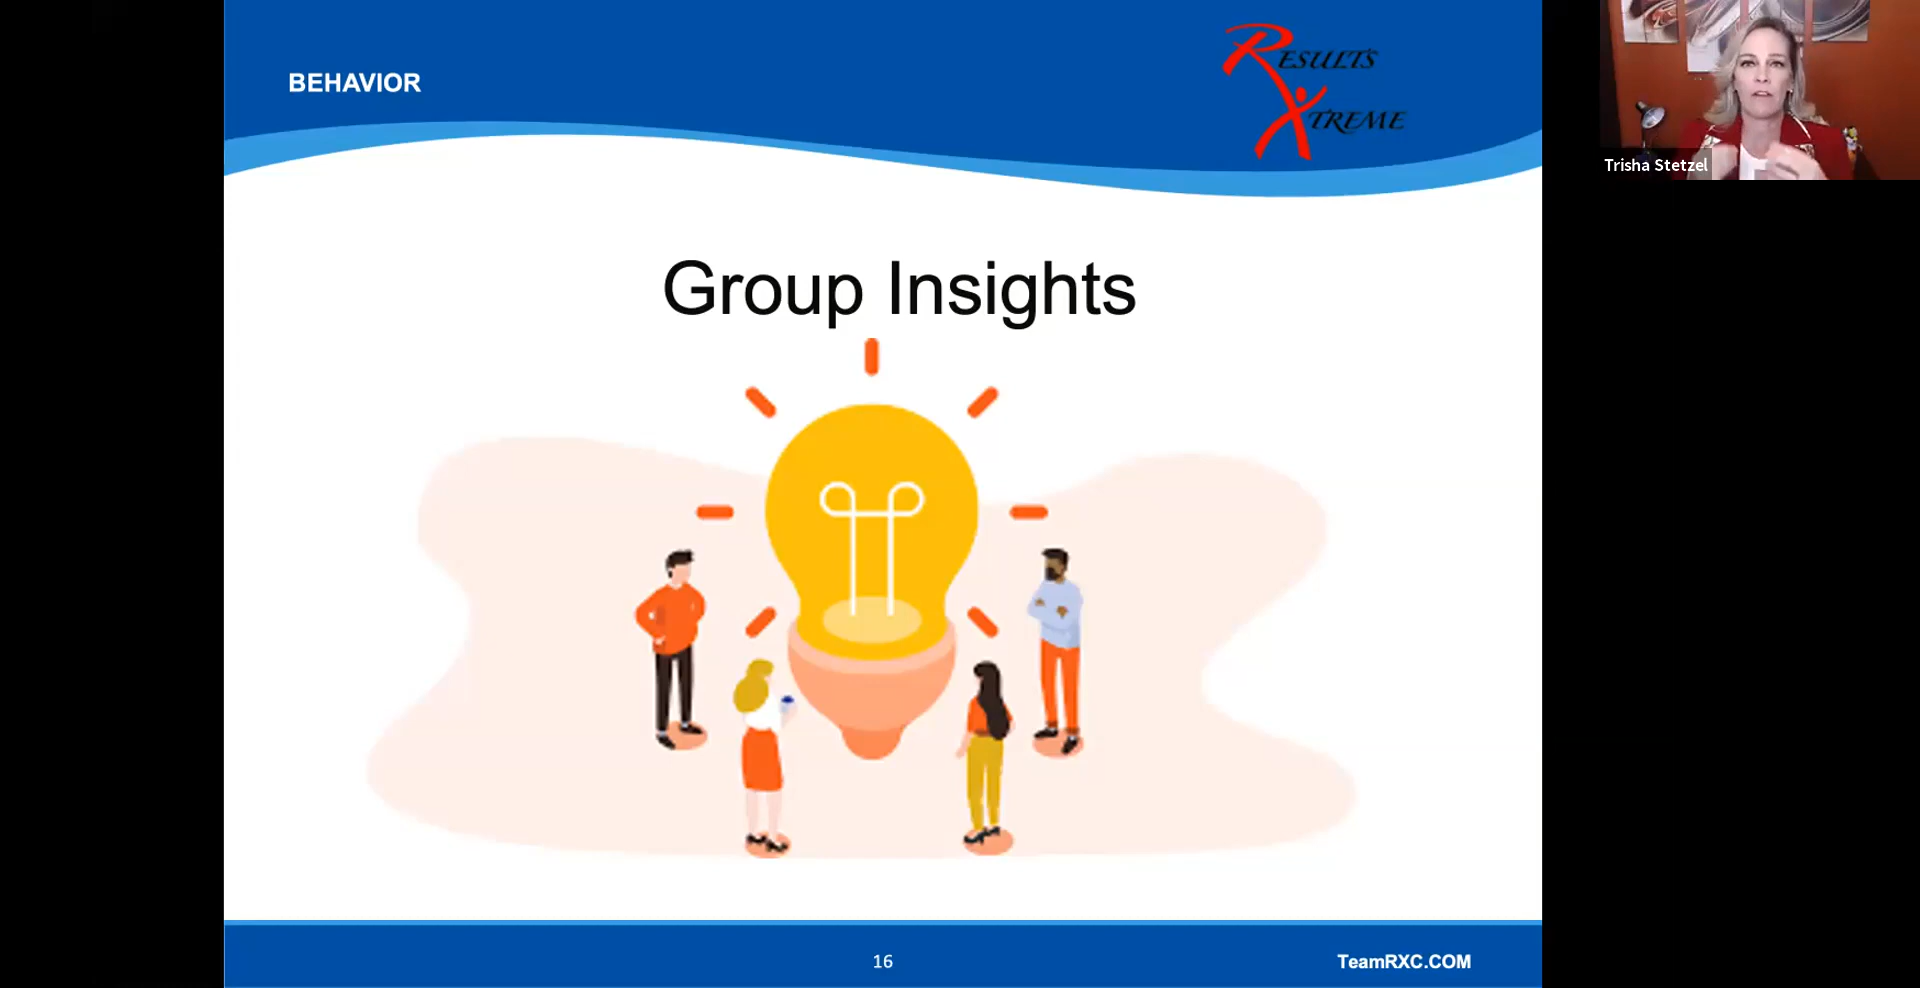 BEHAVIOR
RESULTS
XTREME
Trisha Stetzel
Group Insights
16
TeamRXC.COM